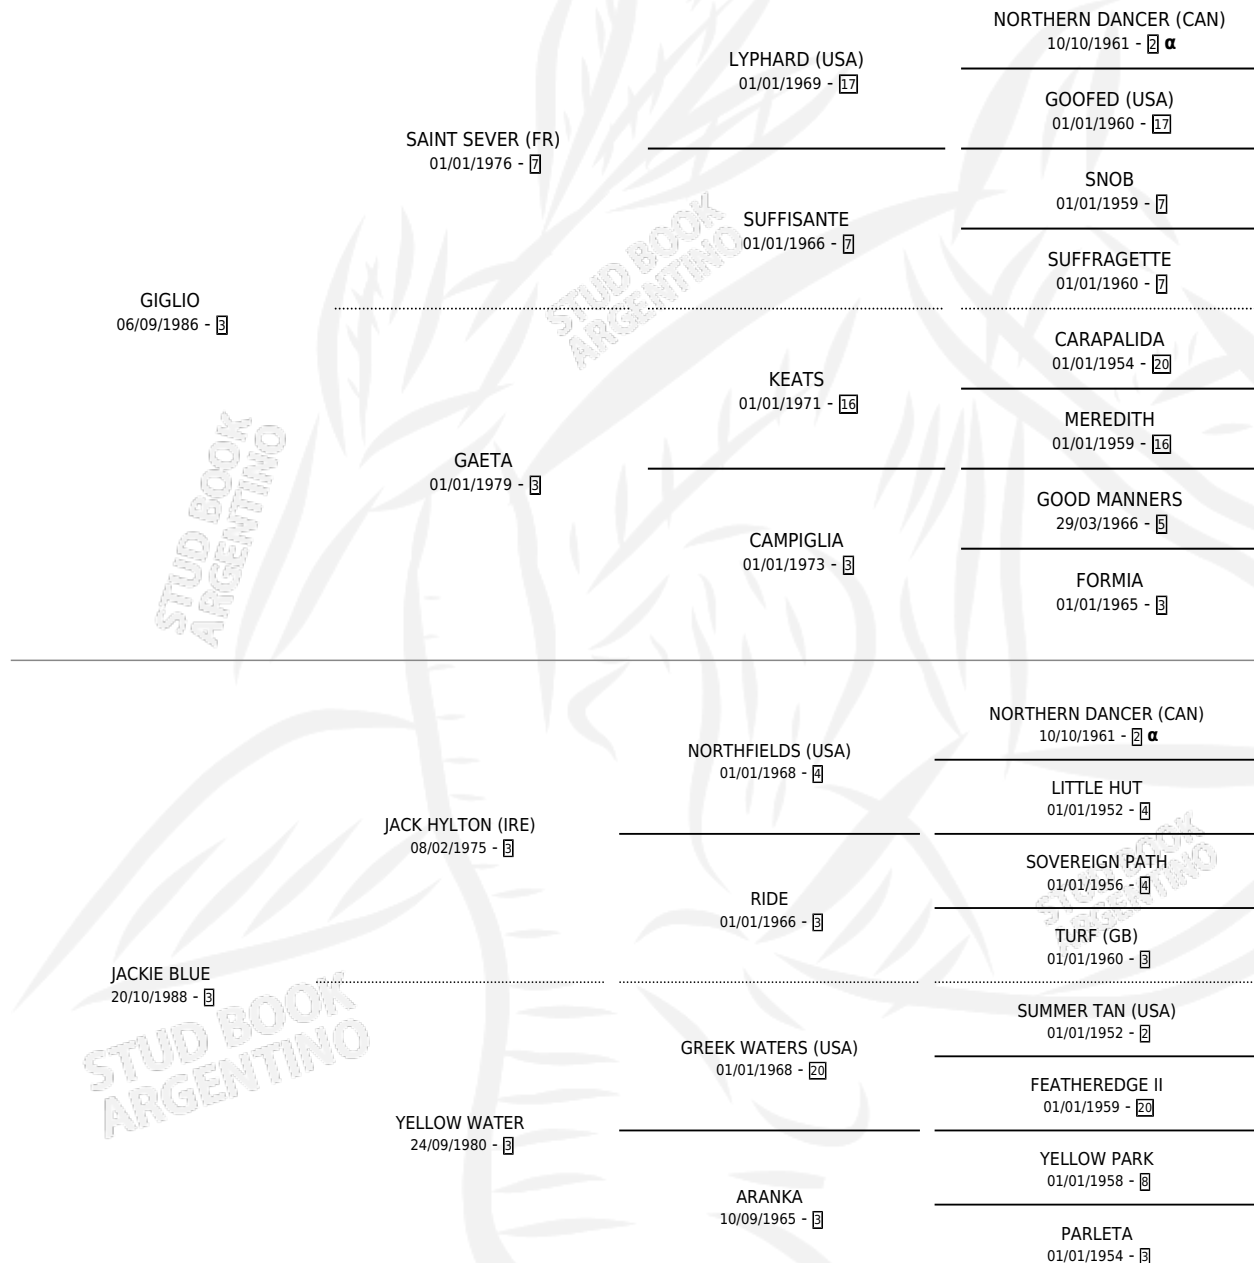 NORTHERN DANCER (CAN)
10/10/1961 - 2 α
LYPHARD (USA)
01/01/1969 - 17
GOOFED (USA)
01/01/1960 - 17
SAINT SEVER (FR)
01/01/1976 - 7
SNOB
01/01/1959 - 7
SUFFISANTE
01/01/1966 - 7
SUFFRAGETTE
01/01/1960 - 7
GIGLIO
06/09/1986 - 3
CARAPALIDA
01/01/1954 - 20
KEATS
01/01/1971 - 16
MEREDITH
01/01/1959 - 16
GAETA
01/01/1979 - 3
GOOD MANNERS
29/03/1966 - 5
CAMPIGLIA
01/01/1973 - 3
FORMIA
01/01/1965 - 3
NORTHERN DANCER (CAN)
10/10/1961 - 2 α
NORTHFIELDS (USA)
01/01/1968 - 4
LITTLE HUT
01/01/1952 - 4
JACK HYLTON (IRE)
08/02/1975 - 3
SOVEREIGN PATH
01/01/1956 - 4
RIDE
01/01/1966 - 3
TURF (GB)
01/01/1960 - 3
JACKIE BLUE
20/10/1988 - 3
SUMMER TAN (USA)
01/01/1952 - 2
GREEK WATERS (USA)
01/01/1968 - 20
FEATHEREDGE II
01/01/1959 - 20
YELLOW WATER
24/09/1980 - 3
YELLOW PARK
01/01/1958 - 8
ARANKA
10/09/1965 - 3
PARLETA
01/01/1954 - 3
STUD BOOK
ARGENTINO
STUD BOOK
ARGENTINO
STUD BOOK
ARGENTINO
STUD BOOK
ARGENTINO